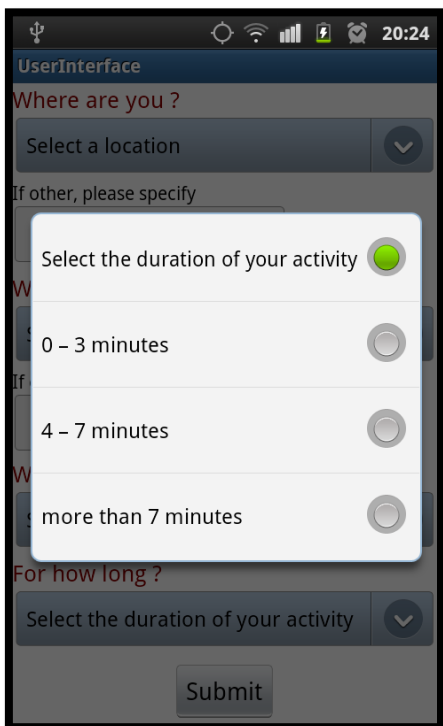 20:24
UserInterface
Where are you ?
Select a location
If other, please specify
Select the duration of your activity
0 – 3 minutes
4 – 7 minutes
more than 7 minutes
For how long ?
Select the duration of your activity
Submit